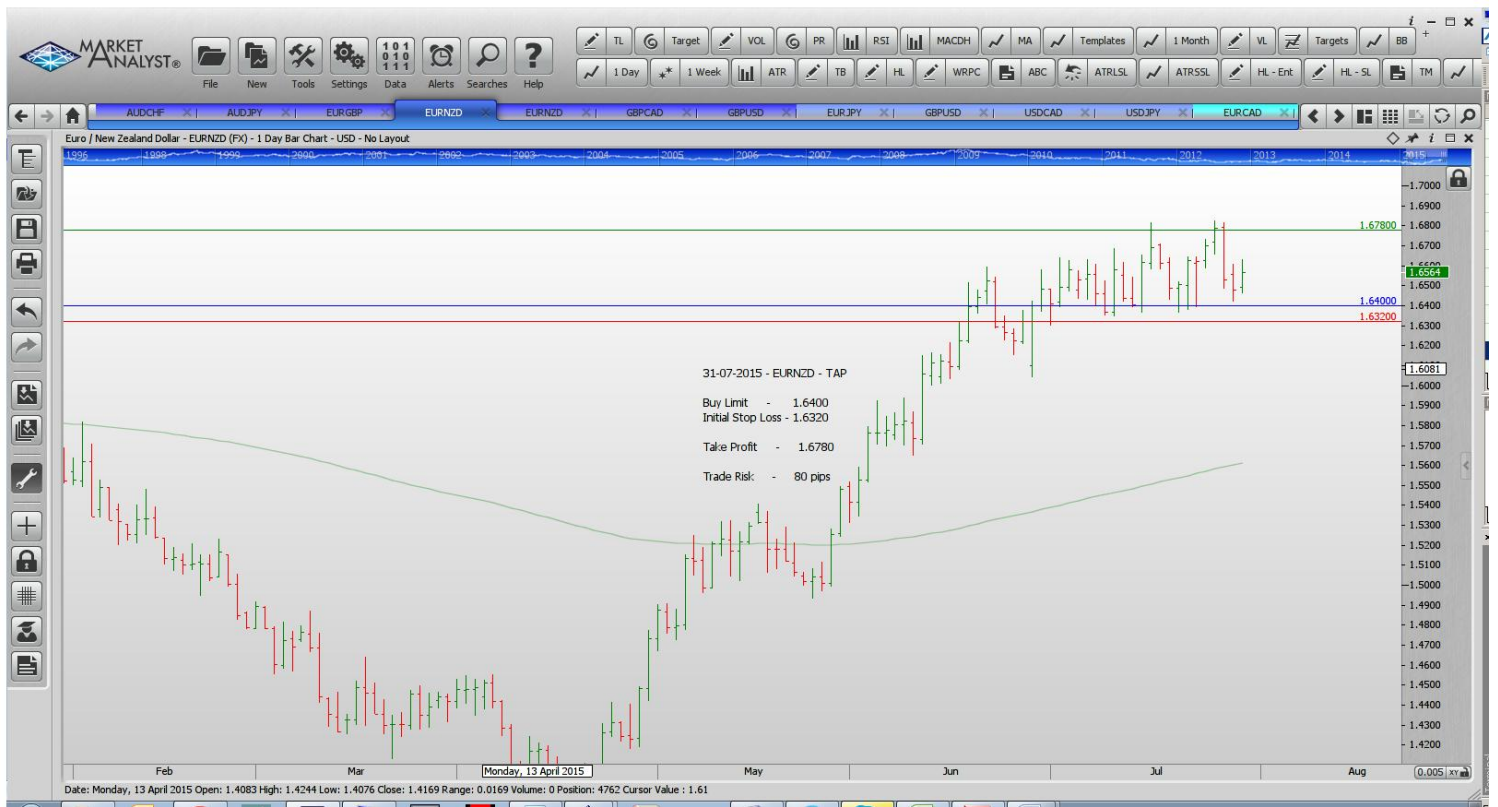 MARKET
ANALYST®
File New Tools Settings Data Alerts Searches Help
TL Target VOL PR RSI MACDH MA Templates 1 Month VL Targets BB
1 Day 1 Week ATR TB HL WRPC ABC ATRLSL ATRSSL HL - Ent HL - SL TM
AUDCHF AUDJPY EURGBP EURNZD EURNZD GBPCAD GBPUSD EURJPY GBPUSD USDCAD USDJPY EURCAD
Euro / New Zealand Dollar - EURNZD (FX) - 1 Day Bar Chart - USD - No Layout
1996 1998 1999 2000 2001 2002 2003 2004 2005 2006 2007 2008 2009 2010 2011 2012 2013 2014 2015
1.7000
1.6900
1.67800
1.6800
1.6700
1.6600
1.6564
1.6500
1.64000
1.6400
1.63200
1.6300
1.6200
1.6081
1.6000
1.5900
1.5800
1.5700
1.5600
1.5500
1.5400
1.5300
1.5200
1.5100
1.5000
1.4900
1.4800
1.4700
1.4600
1.4500
1.4400
1.4300
1.4200
31-07-2015 - EURNZD - TAP
Buy Limit - 1.6400
Initial Stop Loss - 1.6320
Take Profit - 1.6780
Trade Risk - 80 pips
Feb Mar Monday, 13 April 2015 May Jun Jul Aug 0.005 XY
Date: Monday, 13 April 2015 Open: 1.4083 High: 1.4244 Low: 1.4076 Close: 1.4169 Range: 0.0169 Volume: 0 Position: 4762 Cursor Value : 1.61